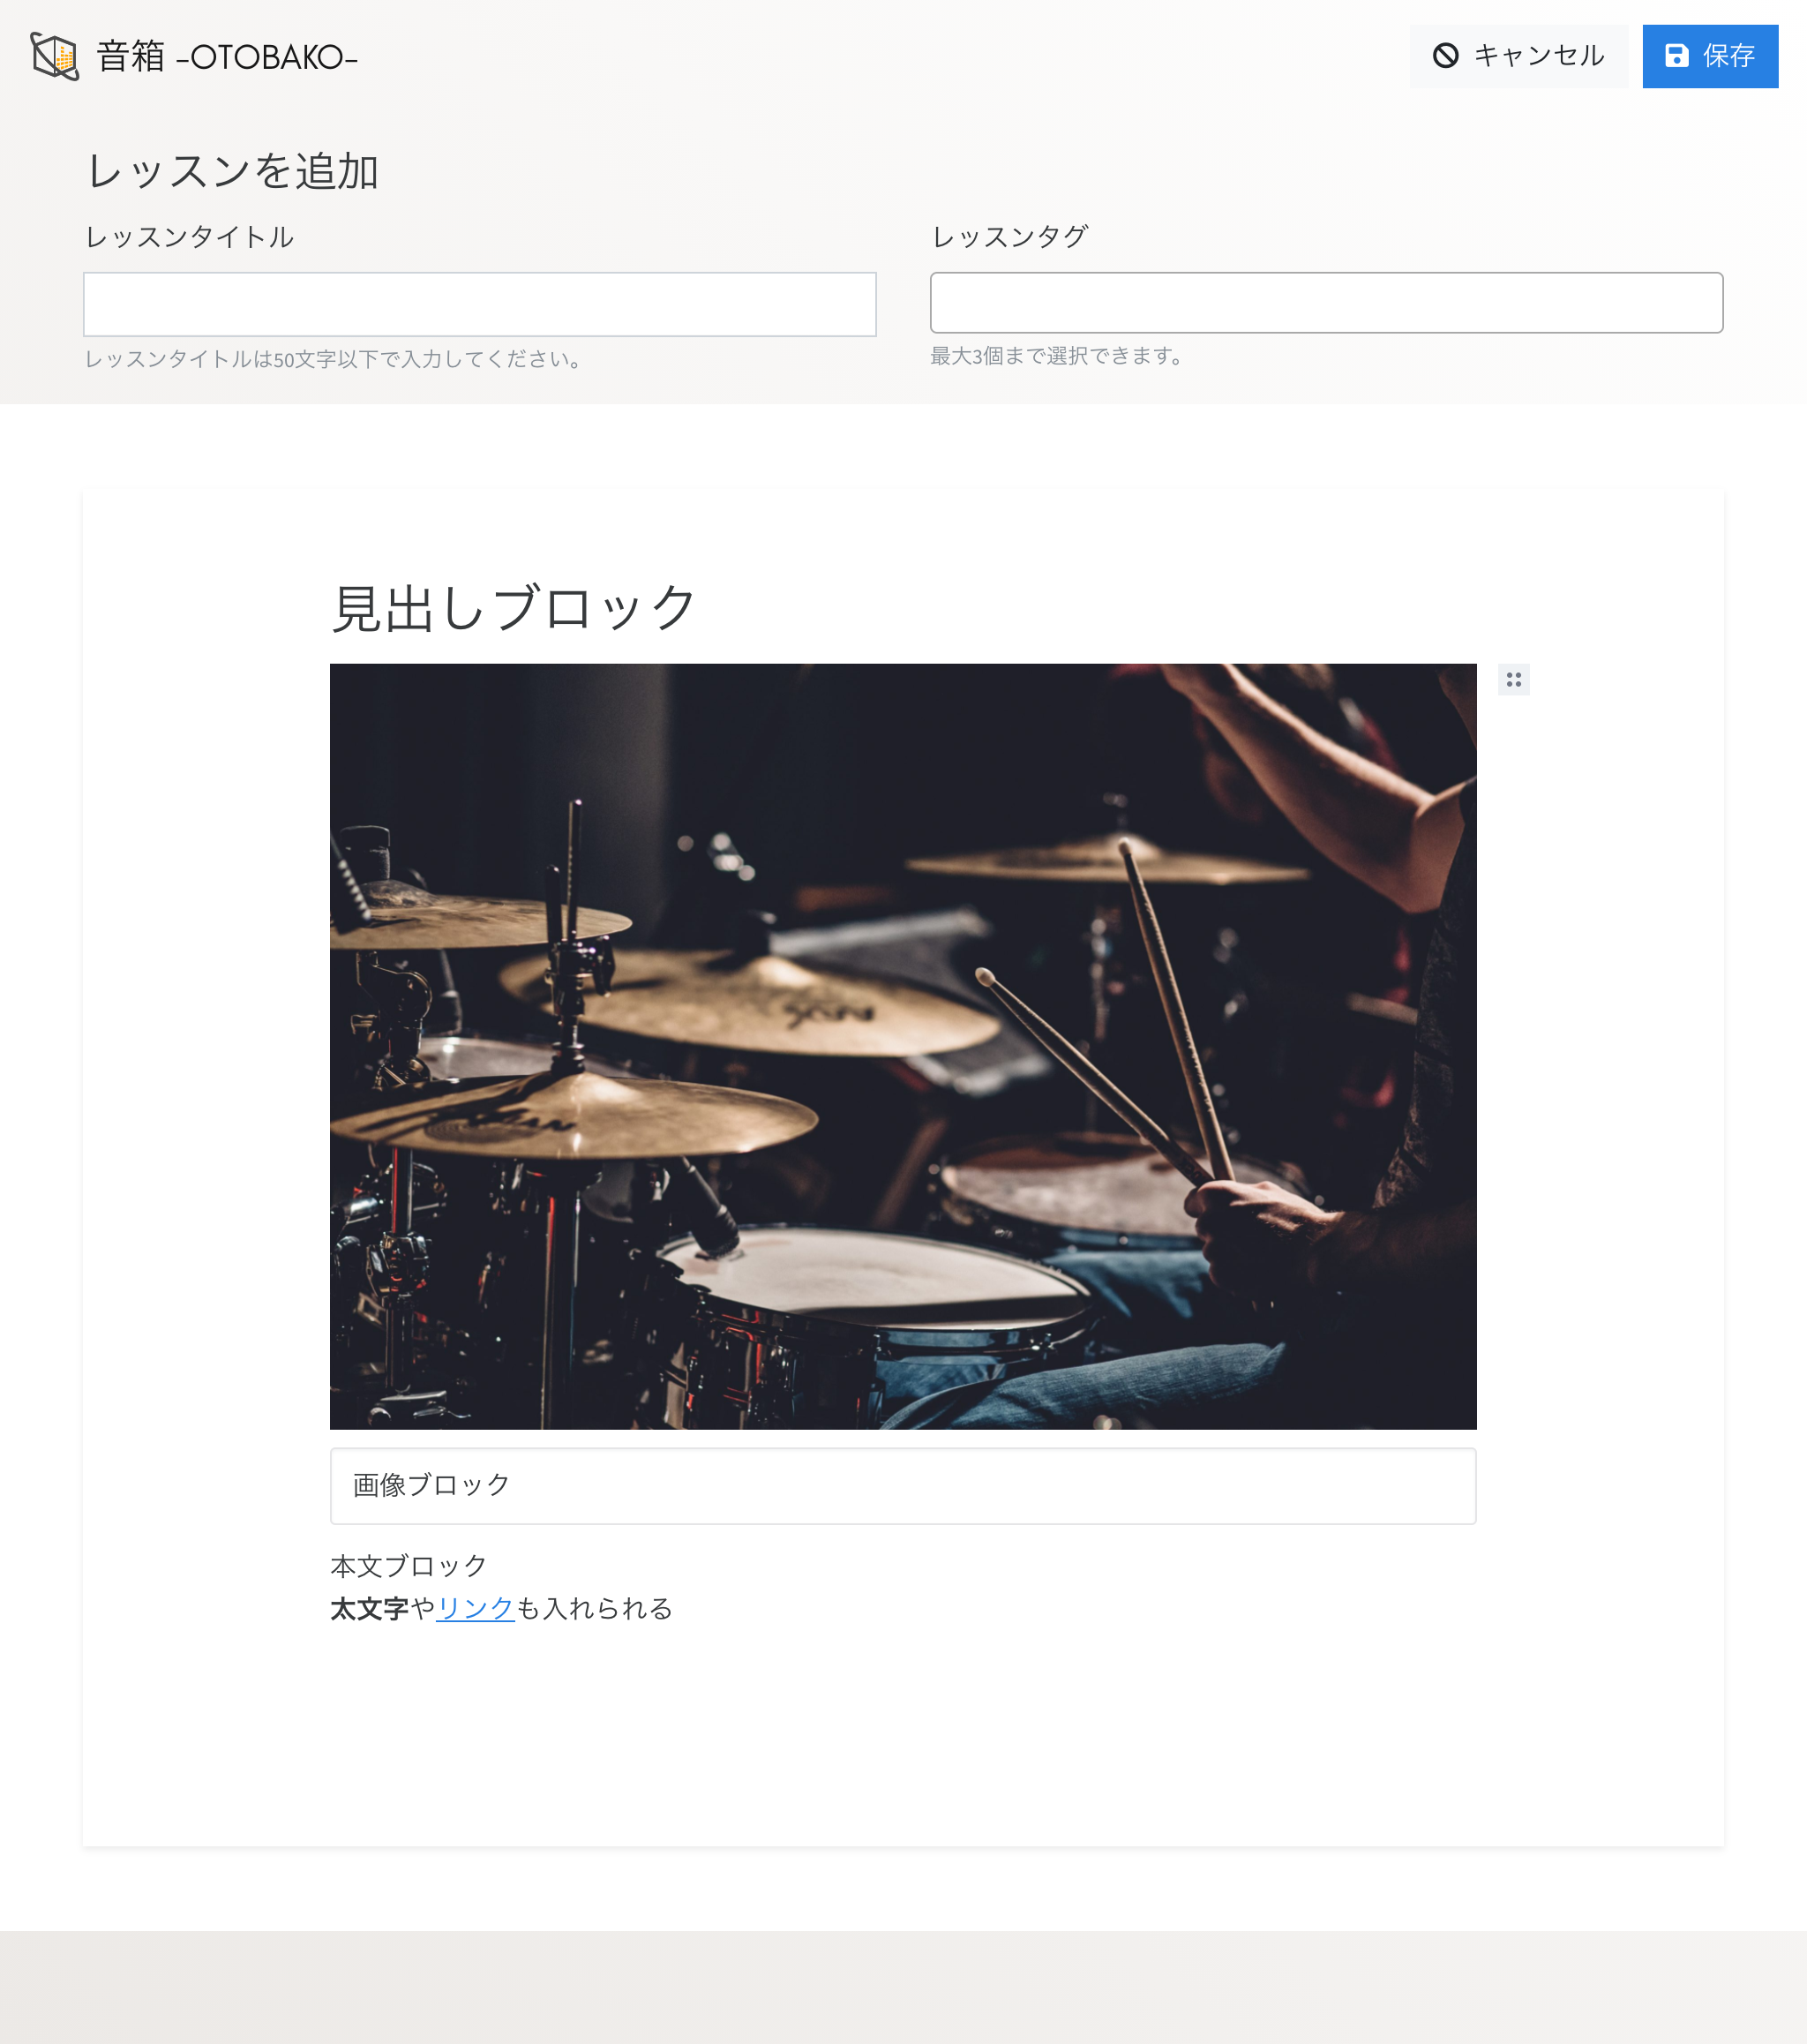 音箱 -OTOBAKO-
キャンセル
保存
レッスンを追加
レッスンタイトル
レッスンタグ
レッスンタイトルは50文字以下で入力してください。
最大3個まで選択できます。
見出しブロック
画像ブロック
本文ブロック
太文字やリンクも入れられる